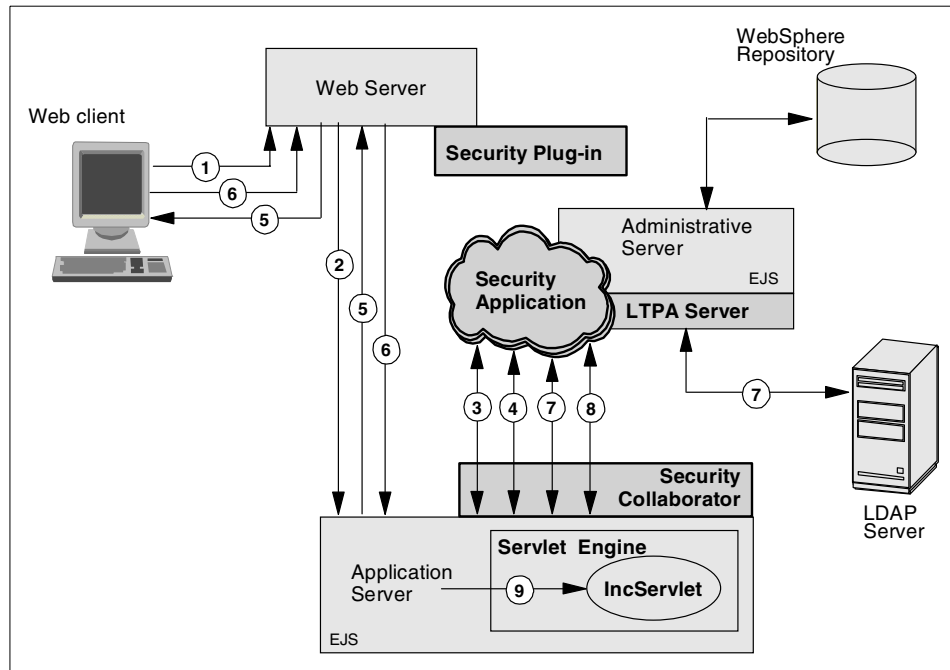 WebSphere
Repository
Web Server
Web client
Security Plug-in
1
6
5
Administrative
Server
EJS
2
Security
Application
LTPA Server
5
6
7
3
4
7
8
Security
Collaborator
LDAP
Server
Servlet Engine
Application
Server
9
IncServlet
EJS